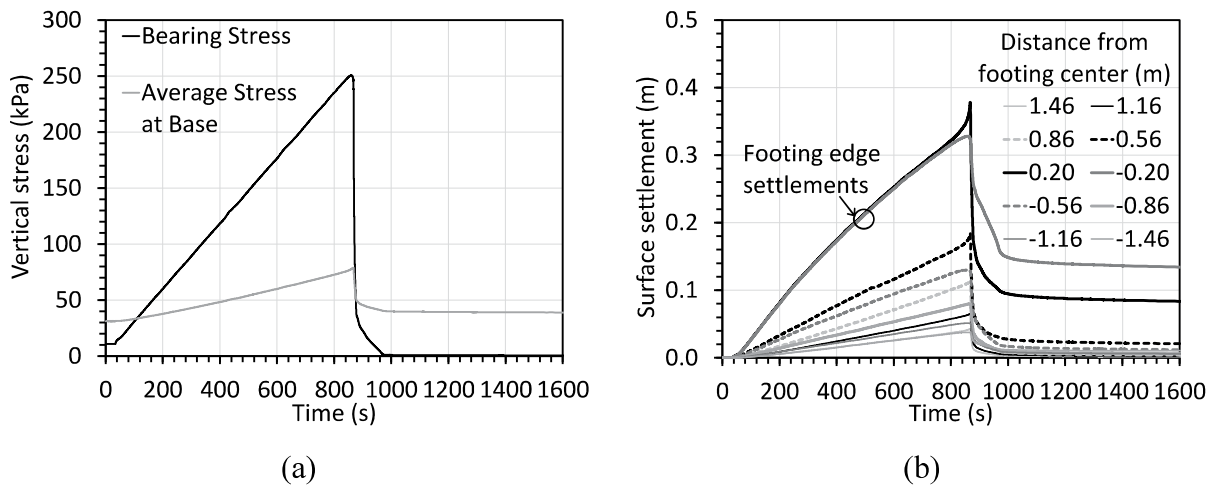 300
250
200
150
100
50
0
Vertical stress (kPa)
Bearing Stress
Average Stress
at Base
0 200 400 600 800 1000 1200 1400 1600
Time (s)
(a)
0.5
0.4
0.3
0.2
0.1
0.0
Surface settlement (m)
Distance from
footing center (m)
1.46 1.16
0.86 -0.56
0.20 -0.20
-0.56 -0.86
-1.16 -1.46
Footing edge
settlements
0 200 400 600 800 1000 1200 1400 1600
Time (s)
(b)